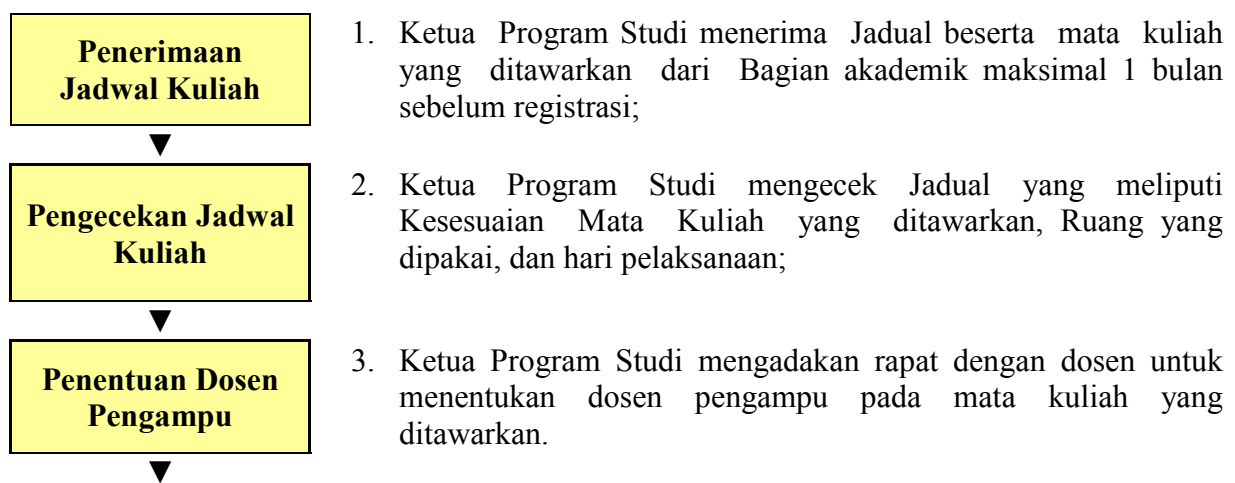 Penerimaan
Jadwal Kuliah
1. Ketua Program Studi menerima Jadual beserta mata kuliah
yang ditawarkan dari Bagian akademik maksimal 1 bulan
sebelum registrasi;
▼
Pengecekan Jadwal
Kuliah
2. Ketua Program Studi mengecek Jadual yang meliputi
Kesesuaian Mata Kuliah yang ditawarkan, Ruang yang
dipakai, dan hari pelaksanaan;
▼
Penentuan Dosen
Pengampu
3. Ketua Program Studi mengadakan rapat dengan dosen untuk
menentukan dosen pengampu pada mata kuliah yang
ditawarkan.
▼